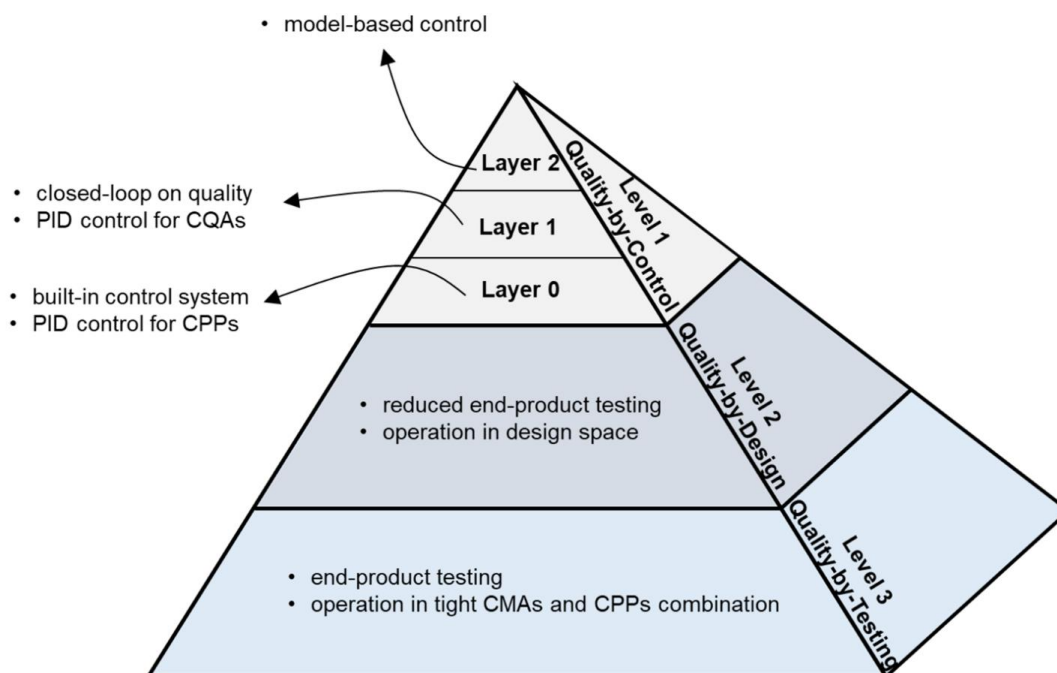 • model-based control
Layer 2
• closed-loop on quality
• PID control for CQAs
Layer 1
• built-in control system
• PID control for CPPs
Layer 0
Level 1
Quality-by-Control
• reduced end-product testing
• operation in design space
Level 2
Quality-by-Design
• end-product testing
• operation in tight CMAs and CPPs combination
Level 3
Quality-by-Testing